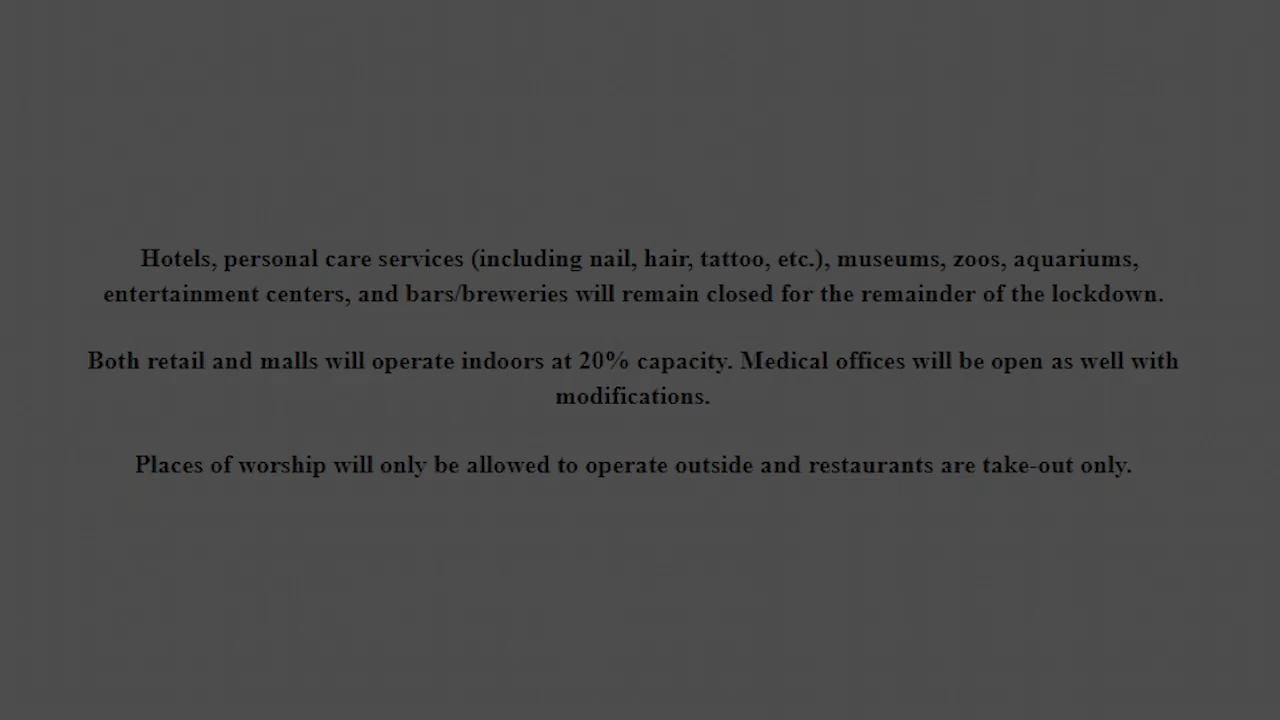 Hotels, personal care services (including nail, hair, tattoo, etc.), museums, zoos, aquariums,
entertainment centers, and bars/breweries will remain closed for the remainder of the lockdown.
Both retail and malls will operate indoors at 20% capacity. Medical offices will be open as well with
modifications.
Places of worship will only be allowed to operate outside and restaurants are take-out only.